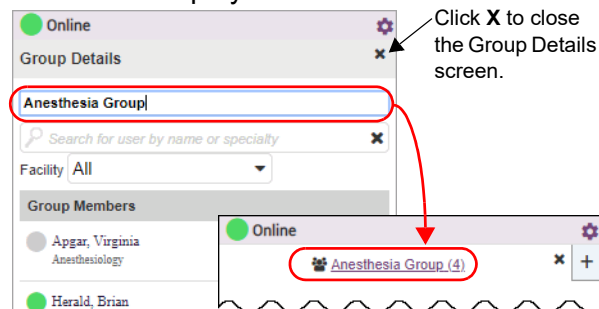 Online
Group Details
Click X to close
the Group Details
screen.
Anesthesia Group
Search for user by name or specialty
Facility All
Group Members
Apgar, Virginia
Anesthesiology
Herald, Brian
Online
Anesthesia Group (4)